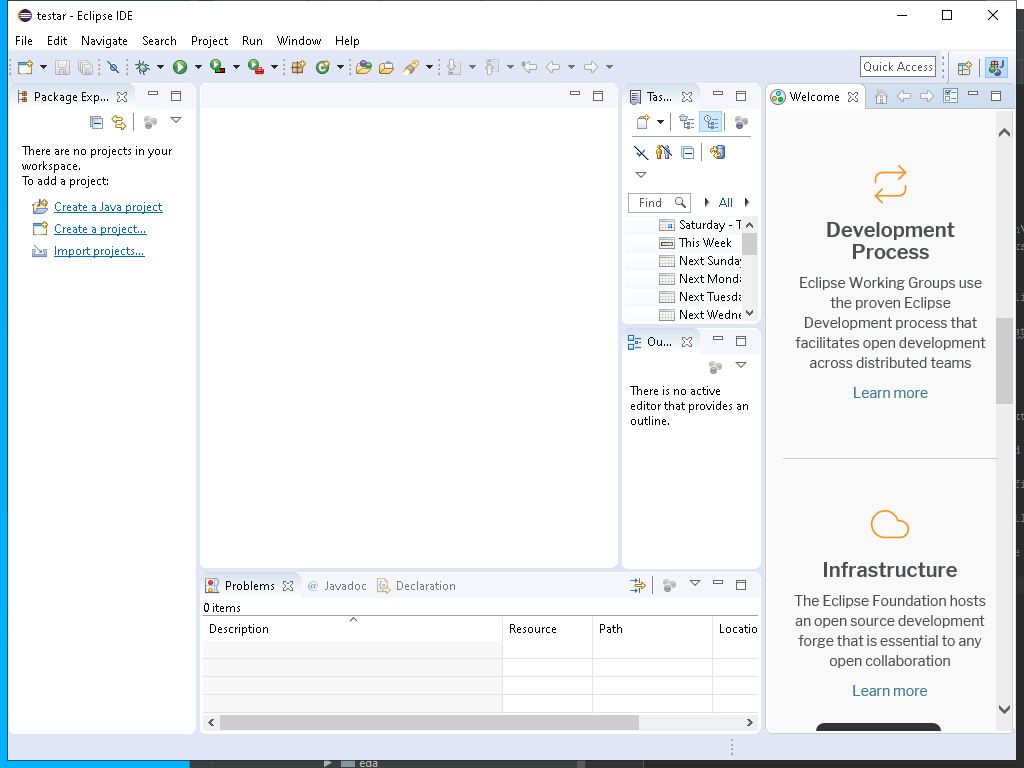 testar - Eclipse IDE
File Edit Navigate Search Project Run Window Help
Quick Access
Package Exp...
There are no projects in your
workspace.
To add a project:
Create a Java project
Create a project...
Import projects...
Tas...
Find
All
Saturday - T
This Week
Next Sunday
Next Monda
Next Tuesda
Next Wedne
Ou...
There is no active
editor that provides an
outline.
Welcome
Development
Process
Eclipse Working Groups use
the proven Eclipse
Development process that
facilitates open development
across distributed teams
Learn more
Infrastructure
The Eclipse Foundation hosts
an open source development
forge that is essential to any
open collaboration
Learn more
Problems @ Javadoc Declaration
0 items
Description Resource Path Locatio
eda